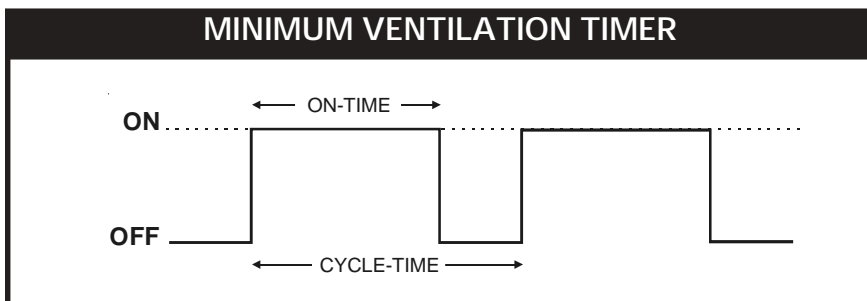 MINIMUM VENTILATION TIMER
ON-TIME
ON
OFF
CYCLE-TIME